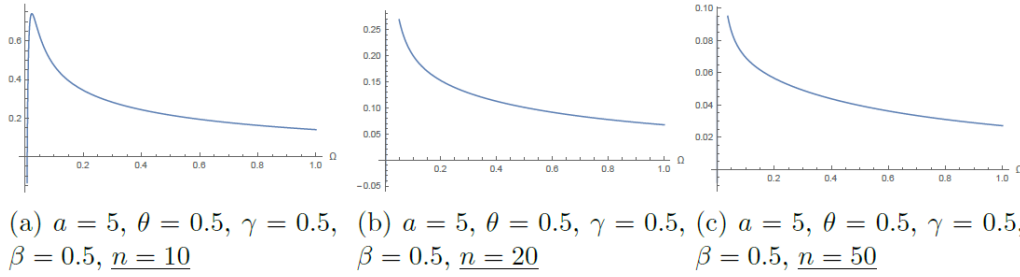 0.6
0.4
0.2
0.2 0.4 0.6 0.8 1.0 Ω
0.25
0.20
0.15
0.10
0.05
-0.05
0.2 0.4 0.6 0.8 1.0 Ω
0.10
0.08
0.06
0.04
0.02
0.2 0.4 0.6 0.8 1.0 Ω
(a) a = 5, θ = 0.5, γ = 0.5,
β = 0.5, n = 10
(b) a = 5, θ = 0.5, γ = 0.5,
β = 0.5, n = 20
(c) a = 5, θ = 0.5, γ = 0.5,
β = 0.5, n = 50